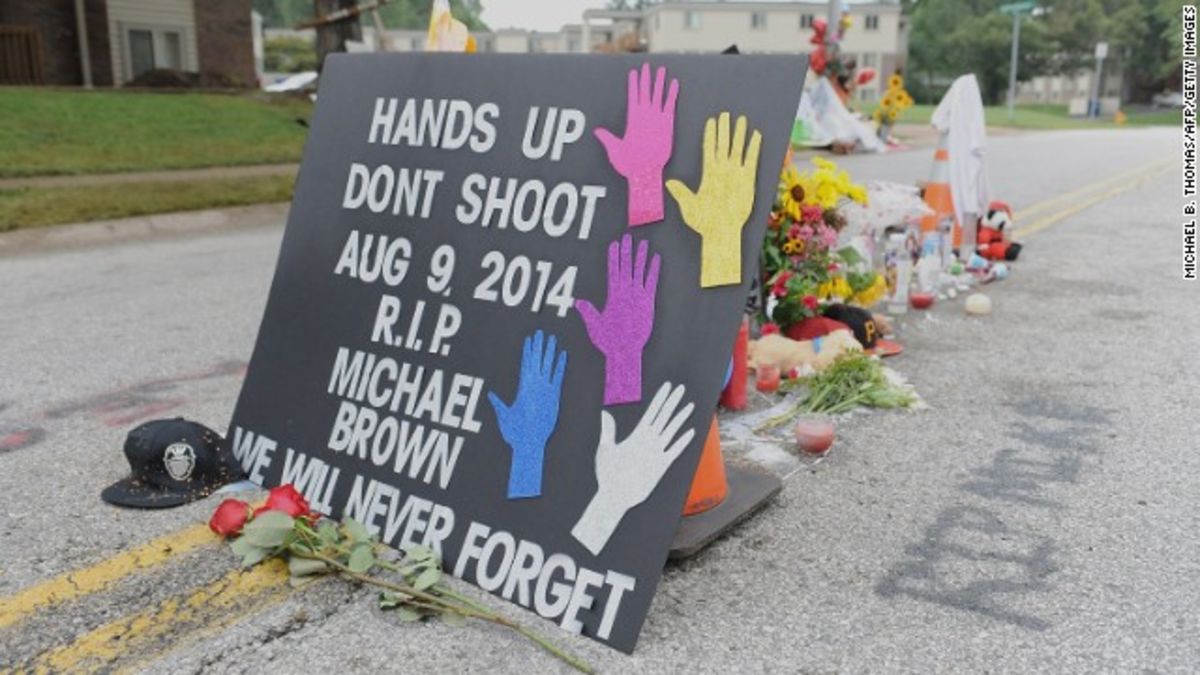 HANDS UP
DONT SHOOT
AUG 9, 2014
R.I.P.
MICHAEL
BROWN
WE WILL NEVER FORGET
MICHAEL B. THOMAS/AFP/GETTY IMAGES